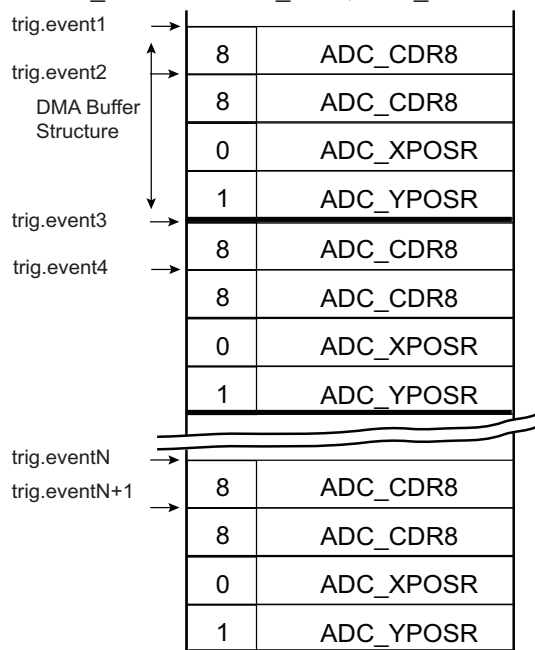 trig.event1
8 ADC_CDR8
trig.event2
8 ADC_CDR8
DMA Buffer
Structure
0 ADC_XPOSR
1 ADC_YPOSR
trig.event3
8 ADC_CDR8
trig.event4
8 ADC_CDR8
0 ADC_XPOSR
1 ADC_YPOSR
trig.eventN
8 ADC_CDR8
trig.eventN+1
8 ADC_CDR8
0 ADC_XPOSR
1 ADC_YPOSR